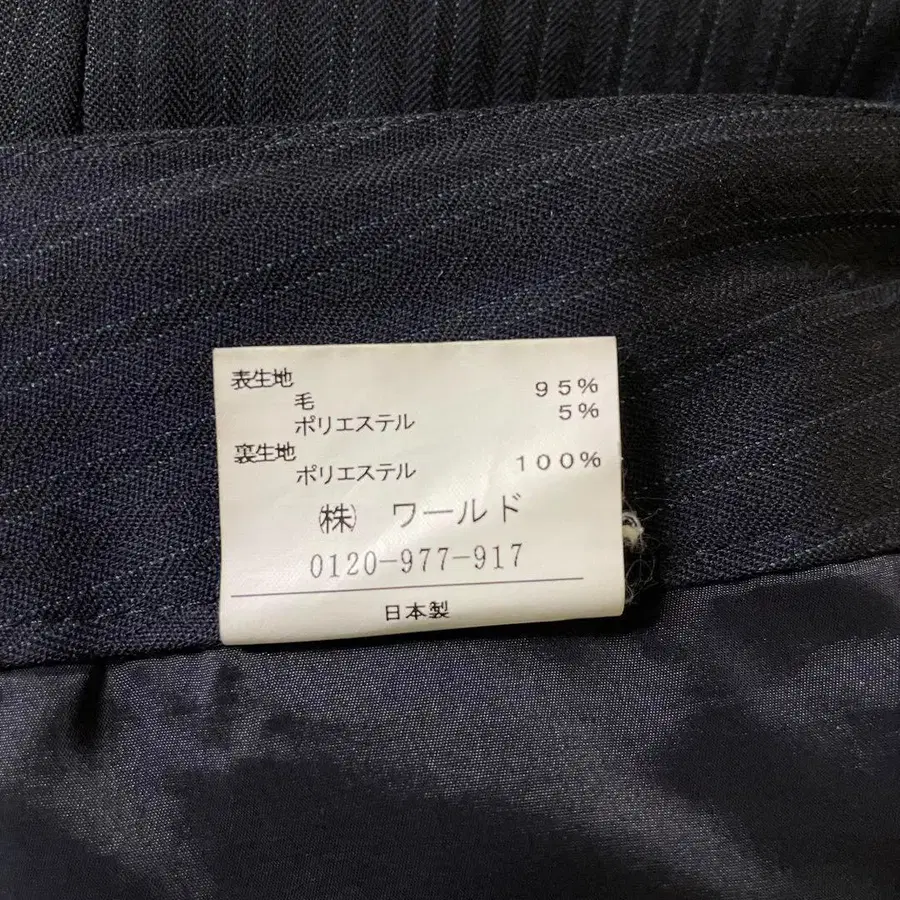 表生地
毛 95%
ポリエステル 5%
裏生地
ポリエステル 100%
㈱ ワールド
0120-977-917
日本製